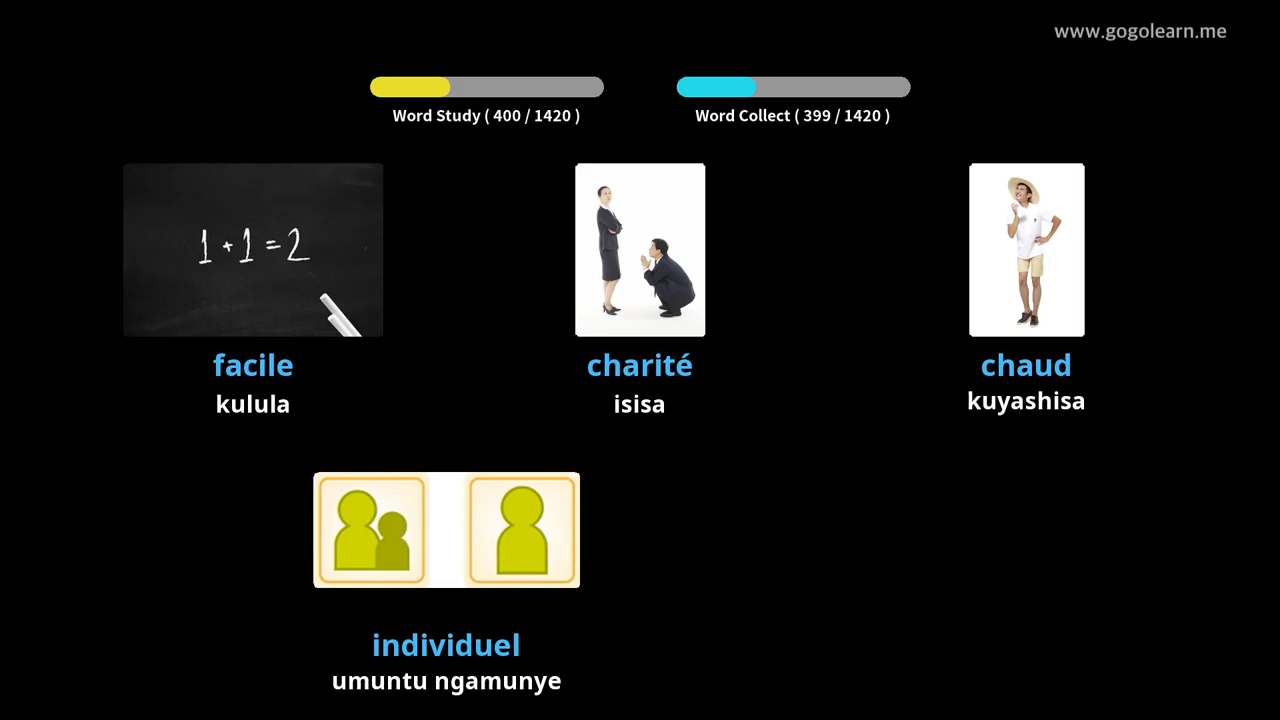 www.gogolearn.me
Word Study ( 400 / 1420 )
Word Collect ( 399 / 1420 )
1 + 1 = 2
facile
kulula
charité
isisa
chaud
kuyashisa
individuel
umuntu ngamunye